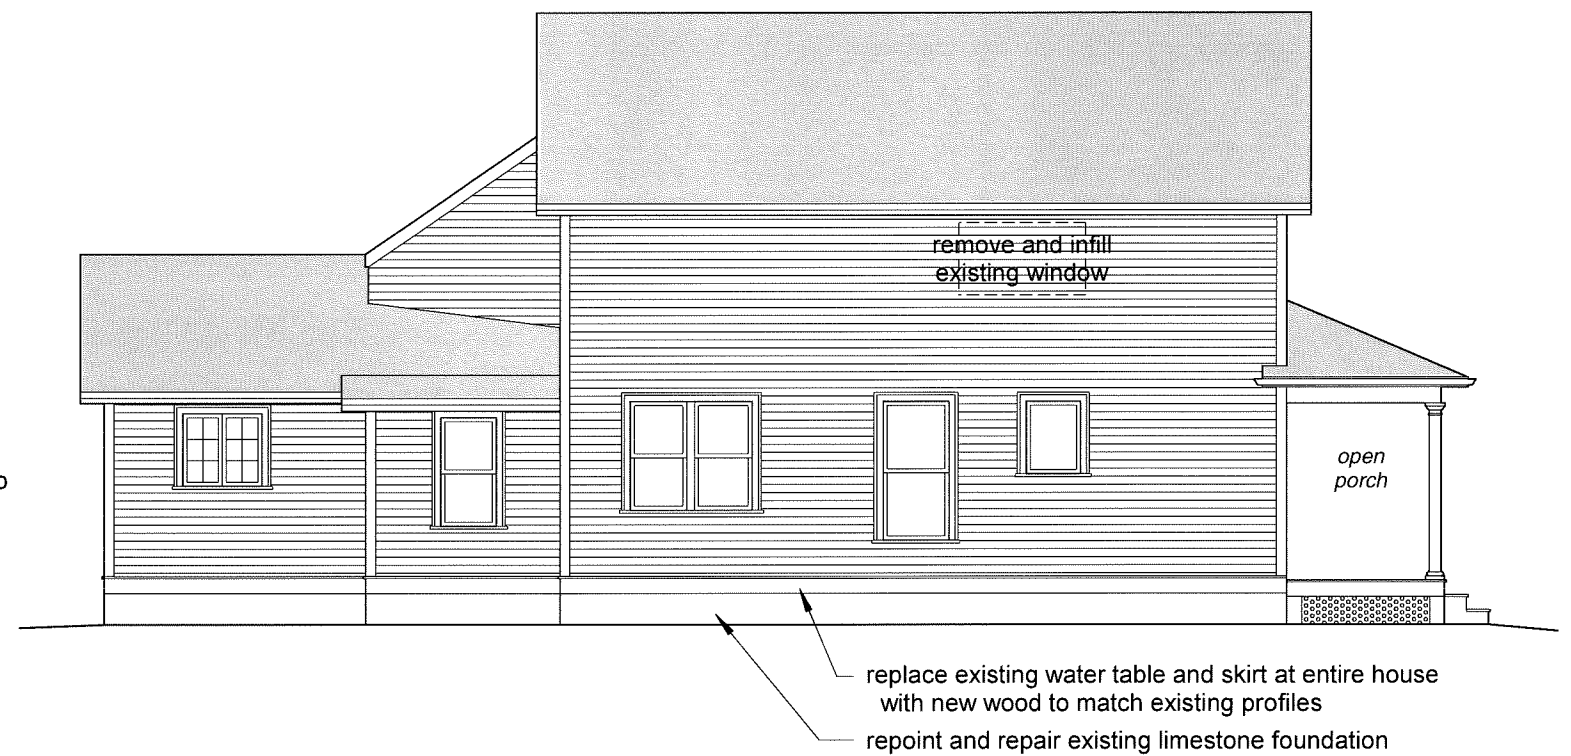 remove and infill
existing window
open
porch
o
replace existing water table and skirt at entire house
with new wood to match existing profiles
repoint and repair existing limestone foundation